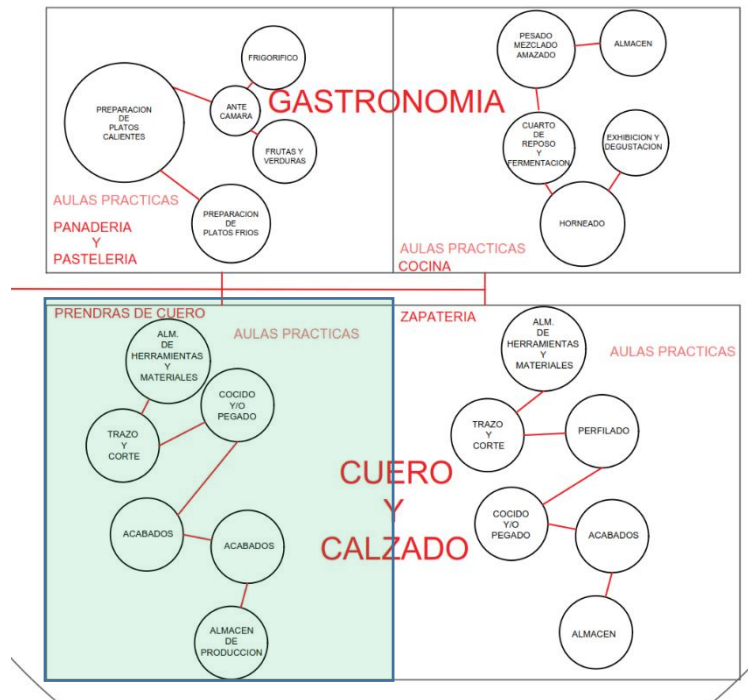 FRIGORIFICO
PREPARACION
DE
PLATOS
CALIENTES
ANTE
CAMARA
FRUTAS Y
VERDURAS
PREPARACION
DE
PLATOS FRIOS
AULAS PRACTICAS
PANADERIA
Y
PASTELERIA
GASTRONOMIA
PESADO
MEZCLADO
AMAZADO
ALMACEN
CUARTO
DE
REPOSO
Y
FERMENTACION
EXHIBICION Y
DEGUSTACION
HORNEADO
AULAS PRACTICAS
COCINA
PRENDRAS DE CUERO
AULAS PRACTICAS
ALM.
DE
HERRAMIENTAS
Y
MATERIALES
COCIDO
Y/O
PEGADO
TRAZO
Y
CORTE
ACABADOS
ACABADOS
ALMACEN
DE
PRODUCCION
CUERO
Y
CALZADO
ZAPATERIA
AULAS PRACTICAS
ALM.
DE
HERRAMIENTAS
Y
MATERIALES
TRAZO
Y
CORTE
PERFILADO
COCIDO
Y/O
PEGADO
ACABADOS
ALMACEN